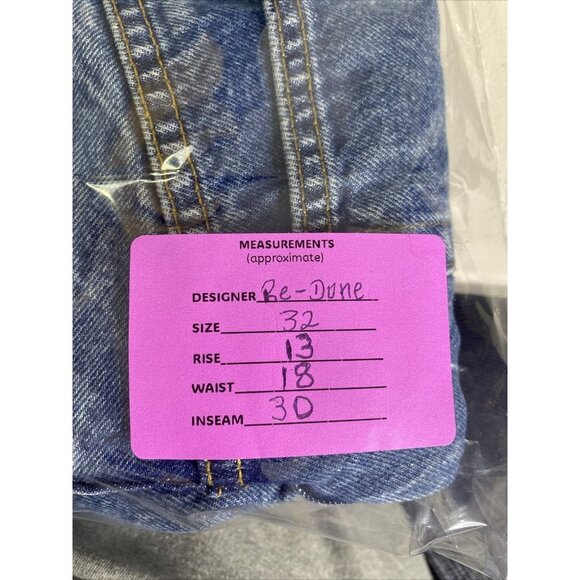 MEASUREMENTS
(approximate)
DESIGNER Re-Done
SIZE 32
RISE 13
WAIST 18
INSEAM 30